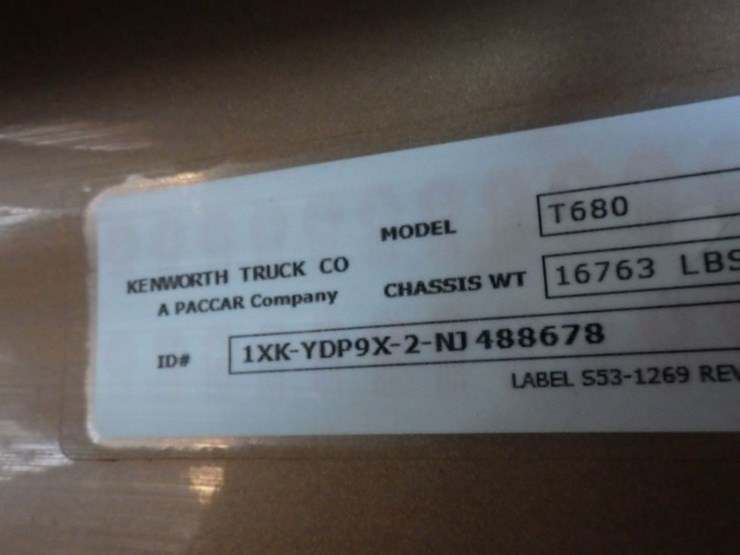 MODEL T680
KENWORTH TRUCK CO
A PACCAR Company
CHASSIS WT 16763 LBS
ID# 1XK-YDP9X-2-NJ 488678
LABEL S53-1269 REV